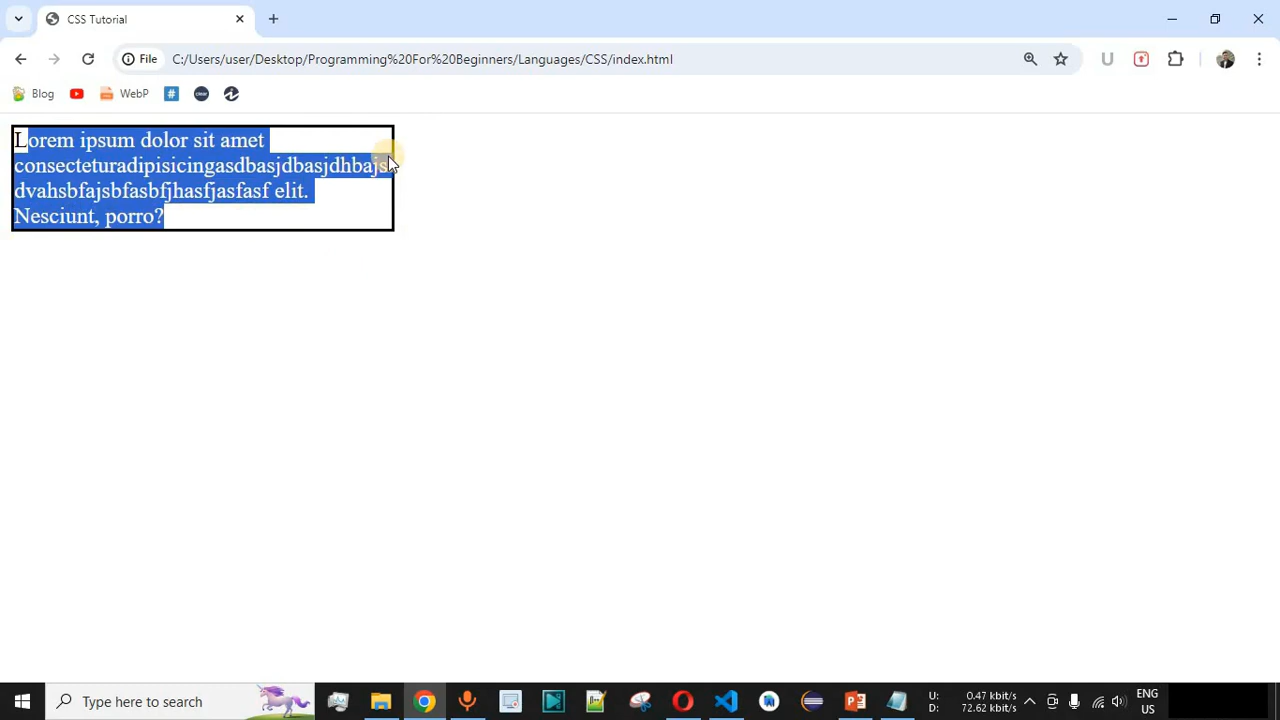 CSS Tutorial
File
C:/Users/user/Desktop/Programming%20For%20Beginners/Languages/CSS/index.html
Blog
WebP
Lorem ipsum dolor sit amet
consecteturadipisicingasdbasjdbasjdhbajs
dvahsbfajsbfasbfjhasfjasfasf elit.
Nesciunt, porro?
Type here to search
U: 0.47 kbit/s
D: 72.62 kbit/s
ENG
US